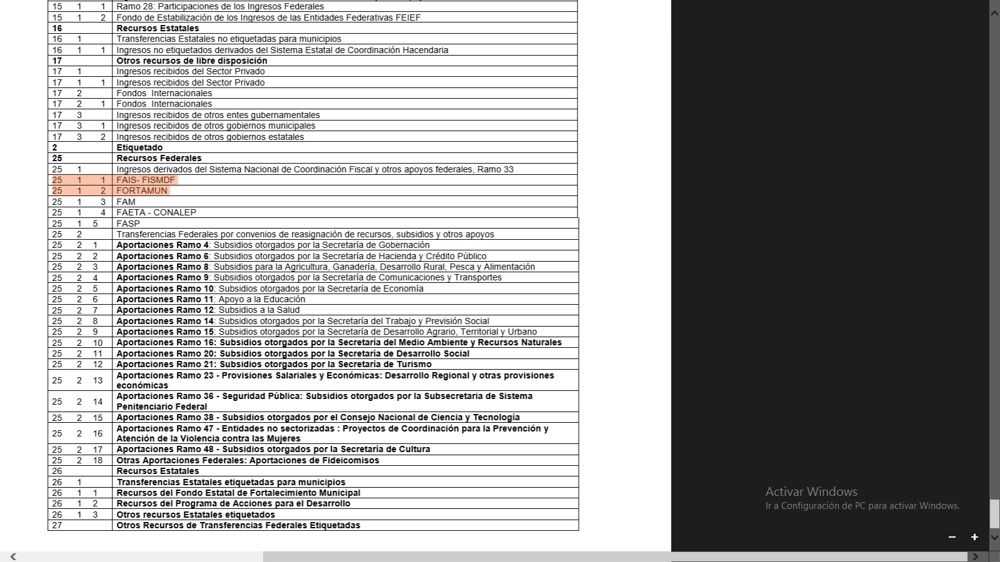 15 1 1 Ramo 28: Participaciones de los Ingresos Federales
15 1 2 Fondo de Estabilización de los Ingresos de las Entidades Federativas FEIEF
16 Recursos Estatales
16 1 Transferencias Estatales no etiquetadas para municipios
16 1 1 Ingresos no etiquetados derivados del Sistema Estatal de Coordinación Hacendaria
17 Otros recursos de libre disposición
17 1 Ingresos recibidos del Sector Privado
17 1 1 Ingresos recibidos del Sector Privado
17 2 Fondos Internacionales
17 2 1 Fondos Internacionales
17 3 Ingresos recibidos de otros entes gubernamentales
17 3 1 Ingresos recibidos de otros gobiernos municipales
17 3 2 Ingresos recibidos de otros gobiernos estatales
2 Etiquetado
25 Recursos Federales
25 1 Ingresos derivados del Sistema Nacional de Coordinación Fiscal y otros apoyos federales, Ramo 33
25 1 1 FAIS- FISMDF
25 1 2 FORTAMUN
25 1 3 FAM
25 1 4 FAETA - CONALEP
25 1 5 FASP
25 2 Transferencias Federales por convenios de reasignación de recursos, subsidios y otros apoyos
25 2 1 Aportaciones Ramo 4: Subsidios otorgados por la Secretaría de Gobernación
25 2 2 Aportaciones Ramo 6: Subsidios otorgados por la Secretaría de Hacienda y Crédito Público
25 2 3 Aportaciones Ramo 8: Subsidios para la Agricultura, Ganadería, Desarrollo Rural, Pesca y Alimentación
25 2 4 Aportaciones Ramo 9: Subsidios otorgados por la Secretaría de Comunicaciones y Transportes
25 2 5 Aportaciones Ramo 10: Subsidios otorgados por la Secretaría de Economía
25 2 6 Aportaciones Ramo 11: Apoyo a la Educación
25 2 7 Aportaciones Ramo 12: Subsidios a la Salud
25 2 8 Aportaciones Ramo 14: Subsidios otorgados por la Secretaría del Trabajo y Previsión Social
25 2 9 Aportaciones Ramo 15: Subsidios otorgados por la Secretaría de Desarrollo Agrario, Territorial y Urbano
25 2 10 Aportaciones Ramo 16: Subsidios otorgados por la Secretaría del Medio Ambiente y Recursos Naturales
25 2 11 Aportaciones Ramo 20: Subsidios otorgados por la Secretaría de Desarrollo Social
25 2 12 Aportaciones Ramo 21: Subsidios otorgados por la Secretaría de Turismo
25 2 13 Aportaciones Ramo 23 - Provisiones Salariales y Económicas: Desarrollo Regional y otras provisiones
económicas
25 2 14 Aportaciones Ramo 36 - Seguridad Pública: Subsidios otorgados por la Subsecretaria de Sistema
Penitenciario Federal
25 2 15 Aportaciones Ramo 38 - Subsidios otorgados por el Consejo Nacional de Ciencia y Tecnología
25 2 16 Aportaciones Ramo 47 - Entidades no sectorizadas : Proyectos de Coordinación para la Prevención y
Atención de la Violencia contra las Mujeres
25 2 17 Aportaciones Ramo 48 - Subsidios otorgados por la Secretaría de Cultura
25 2 18 Otras Aportaciones Federales: Aportaciones de Fideicomisos
26 Recursos Estatales
26 1 Transferencias Estatales etiquetadas para municipios
26 1 1 Recursos del Fondo Estatal de Fortalecimiento Municipal
26 1 2 Recursos del Programa de Acciones para el Desarrollo
26 1 3 Otros recursos Estatales etiquetados
27 Otros Recursos de Transferencias Federales Etiquetadas
Activar Windows
Ir a Configuración de PC para activar Windows.